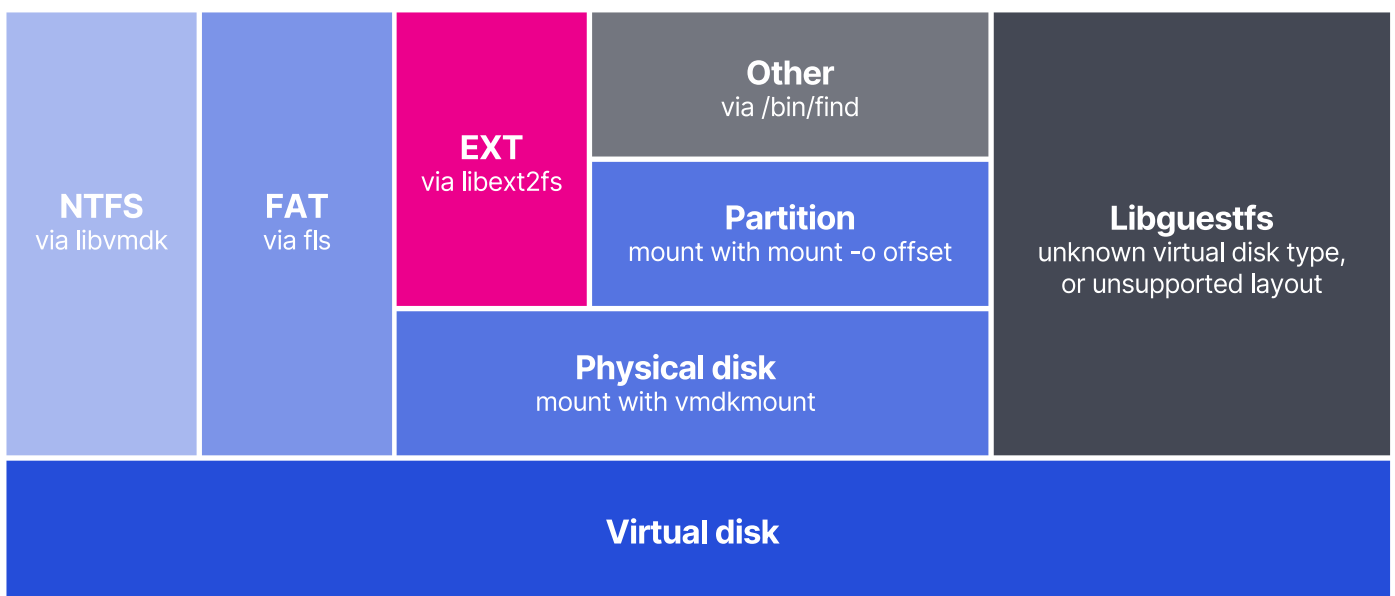 NTFS
via libvmdk
FAT
via fls
EXT
via libext2fs
Other
via /bin/find
Partition
mount with mount -o offset
Physical disk
mount with vmdkmount
Libguestfs
unknown virtual disk type,
or unsupported layout
Virtual disk